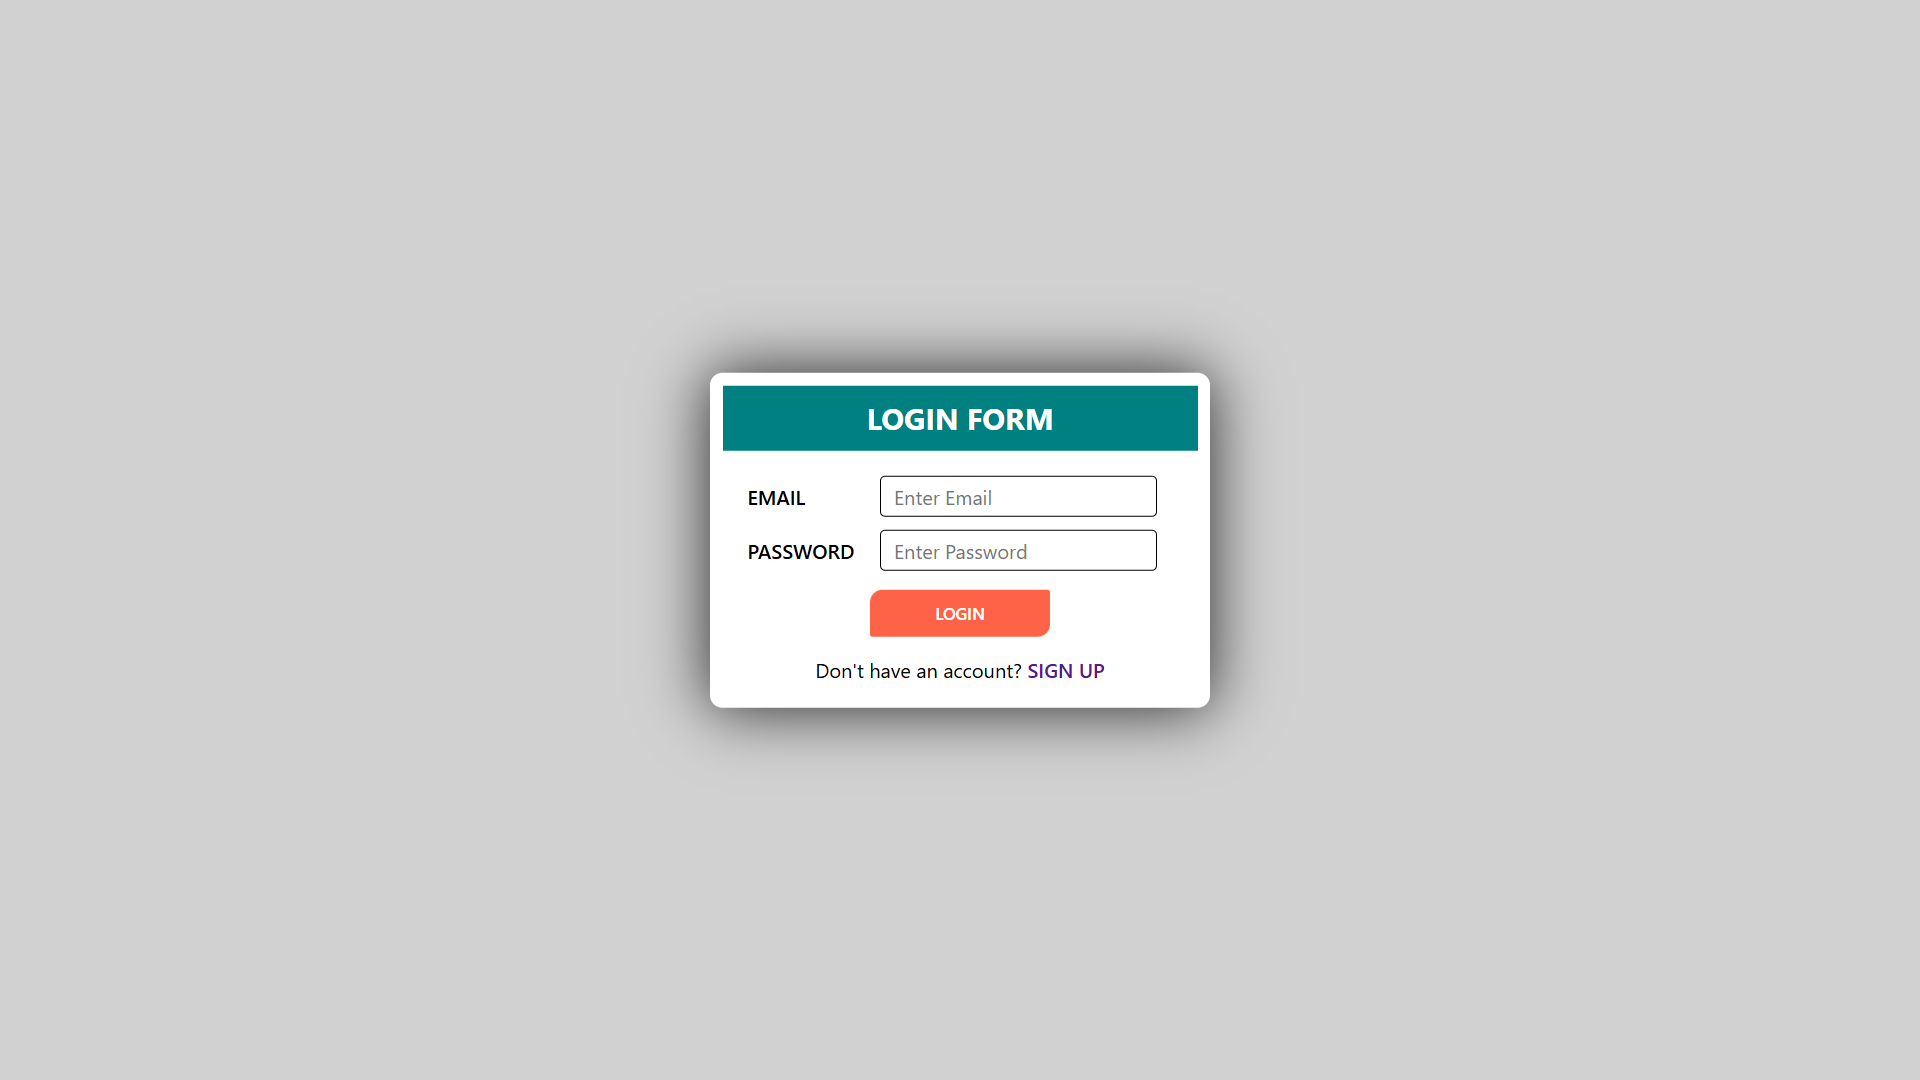 LOGIN FORM
EMAIL Enter Email
PASSWORD Enter Password
LOGIN
Don't have an account? SIGN UP